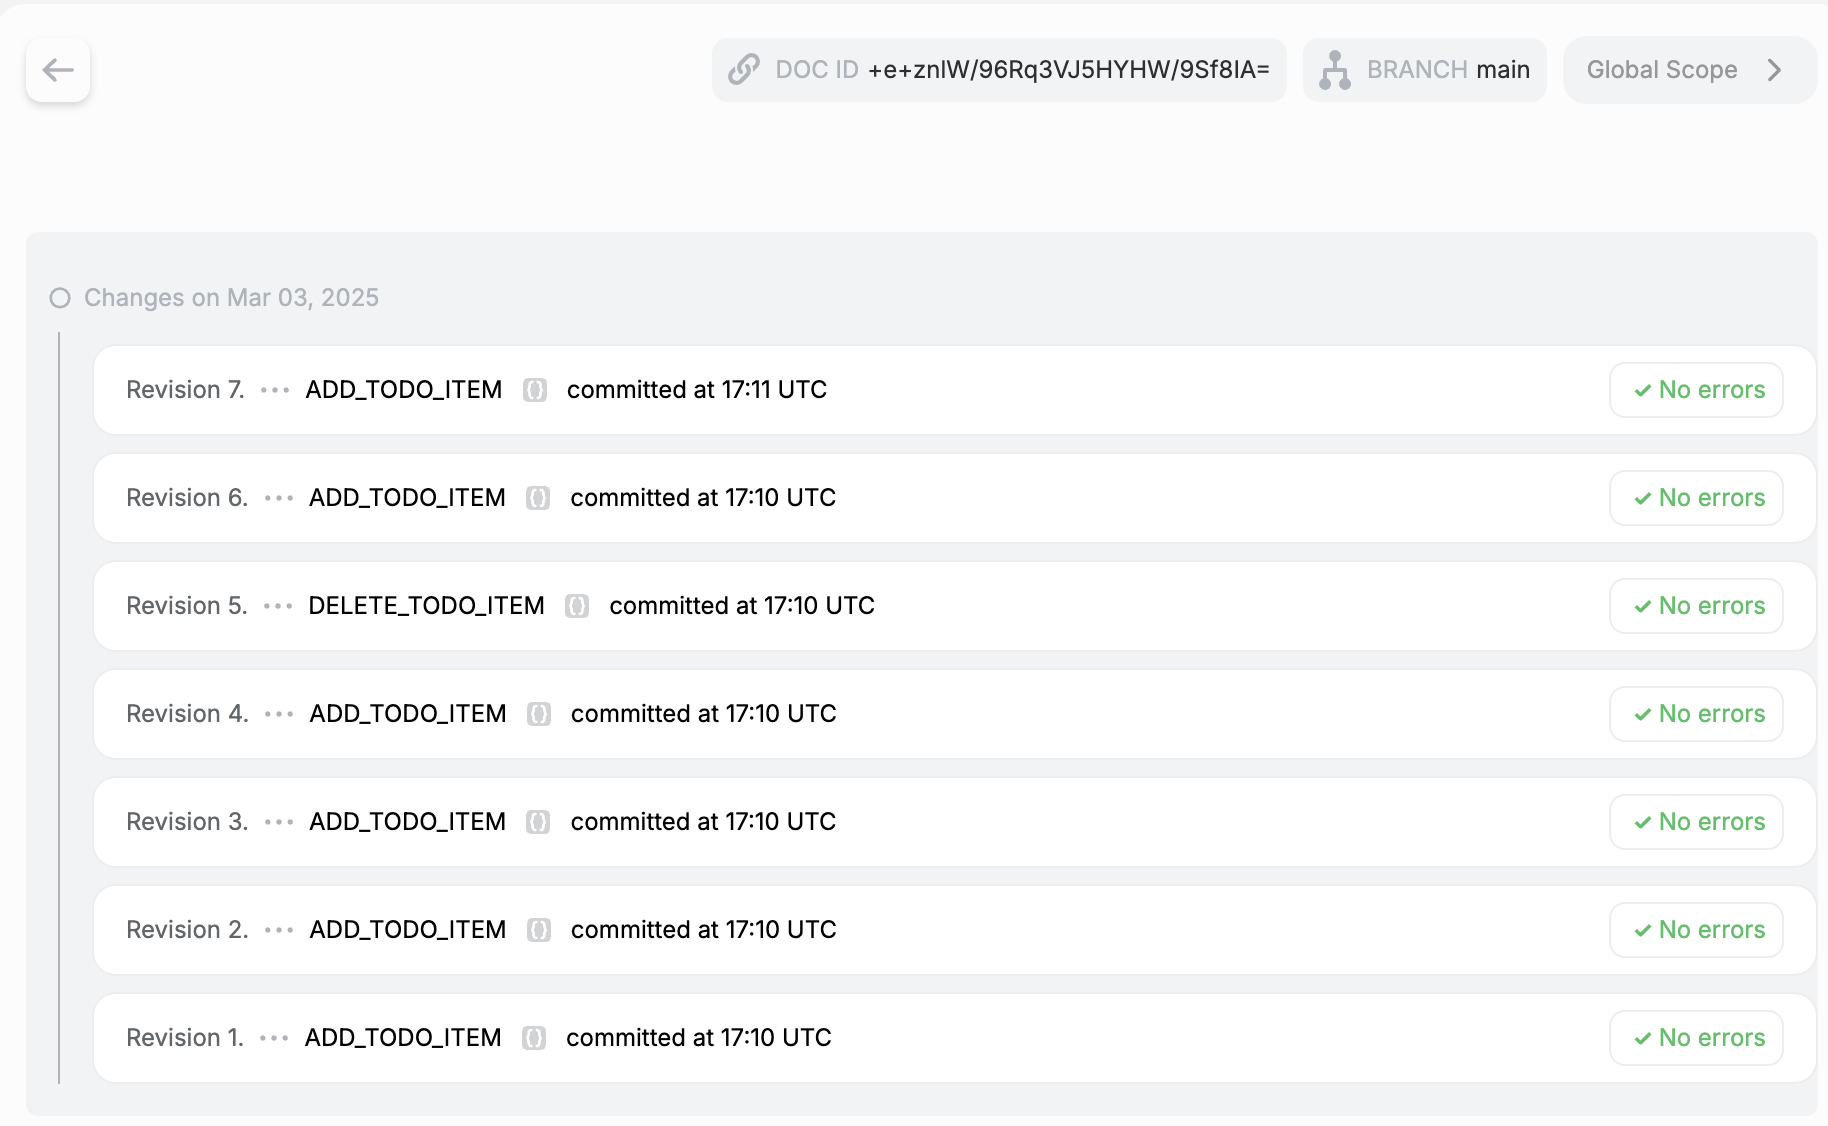 DOC ID +e+znlW/96Rq3VJ5HYHW/9Sf8IA= BRANCH main Global Scope
Changes on Mar 03, 2025
Revision 7. ADD_TODO_ITEM {} committed at 17:11 UTC No errors
Revision 6. ADD_TODO_ITEM {} committed at 17:10 UTC No errors
Revision 5. DELETE_TODO_ITEM {} committed at 17:10 UTC No errors
Revision 4. ADD_TODO_ITEM {} committed at 17:10 UTC No errors
Revision 3. ADD_TODO_ITEM {} committed at 17:10 UTC No errors
Revision 2. ADD_TODO_ITEM {} committed at 17:10 UTC No errors
Revision 1. ADD_TODO_ITEM {} committed at 17:10 UTC No errors